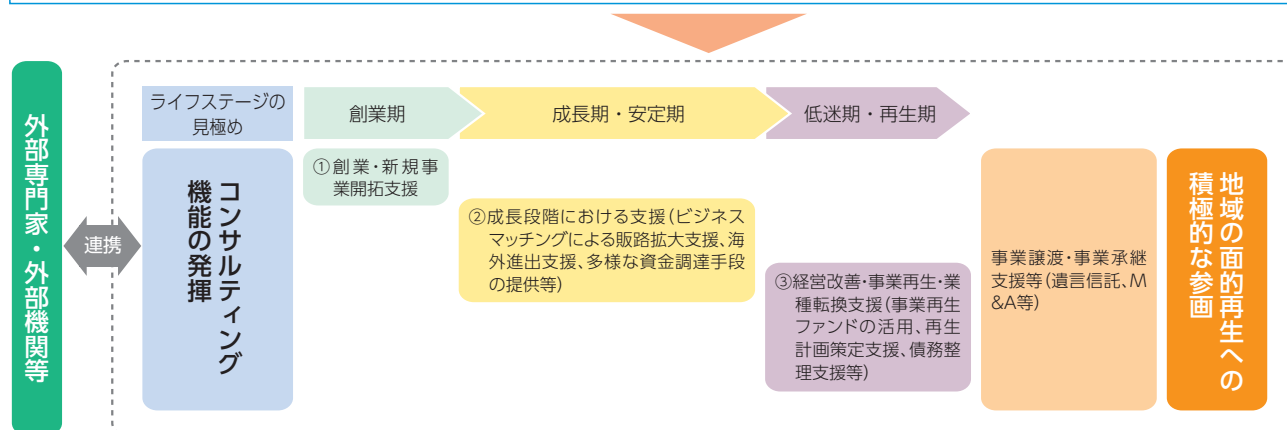 外部専門家・外部機関等
連携
ライフステージの
見極め
コンサルティング
機能の発揮
創業期
成長期・安定期
低迷期・再生期
①創業・新規事
業開拓支援
②成長段階における支援(ビジネス
マッチングによる販路拡大支援、海
外進出支援、多様な資金調達手段
の提供等)
③経営改善・事業再生・業
種転換支援(事業再生
ファンドの活用、再生
計画策定支援、債務整
理支援等)
事業譲渡・事業承継
支援等(遺言信託、M
&A等)
地域の面的再生への
積極的な参画